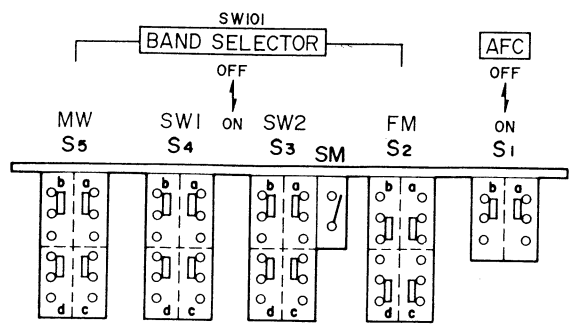 SW101
BAND SELECTOR
AFC
OFF
OFF
MW
SW1
ON
SW2
FM
ON
S5
S4
S3
SM
S2
S1
b a
b a
b a
b a
b a
d c
d c
d c
d c